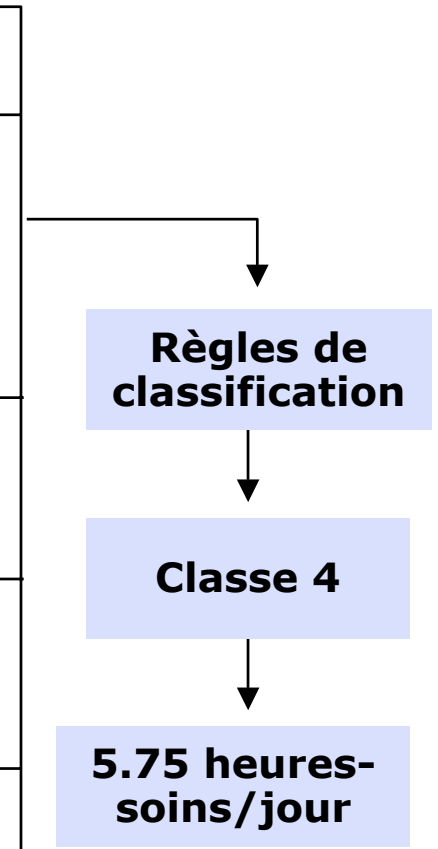 Règles de
classification
Classe 4
5.75 heures-
soins/jour